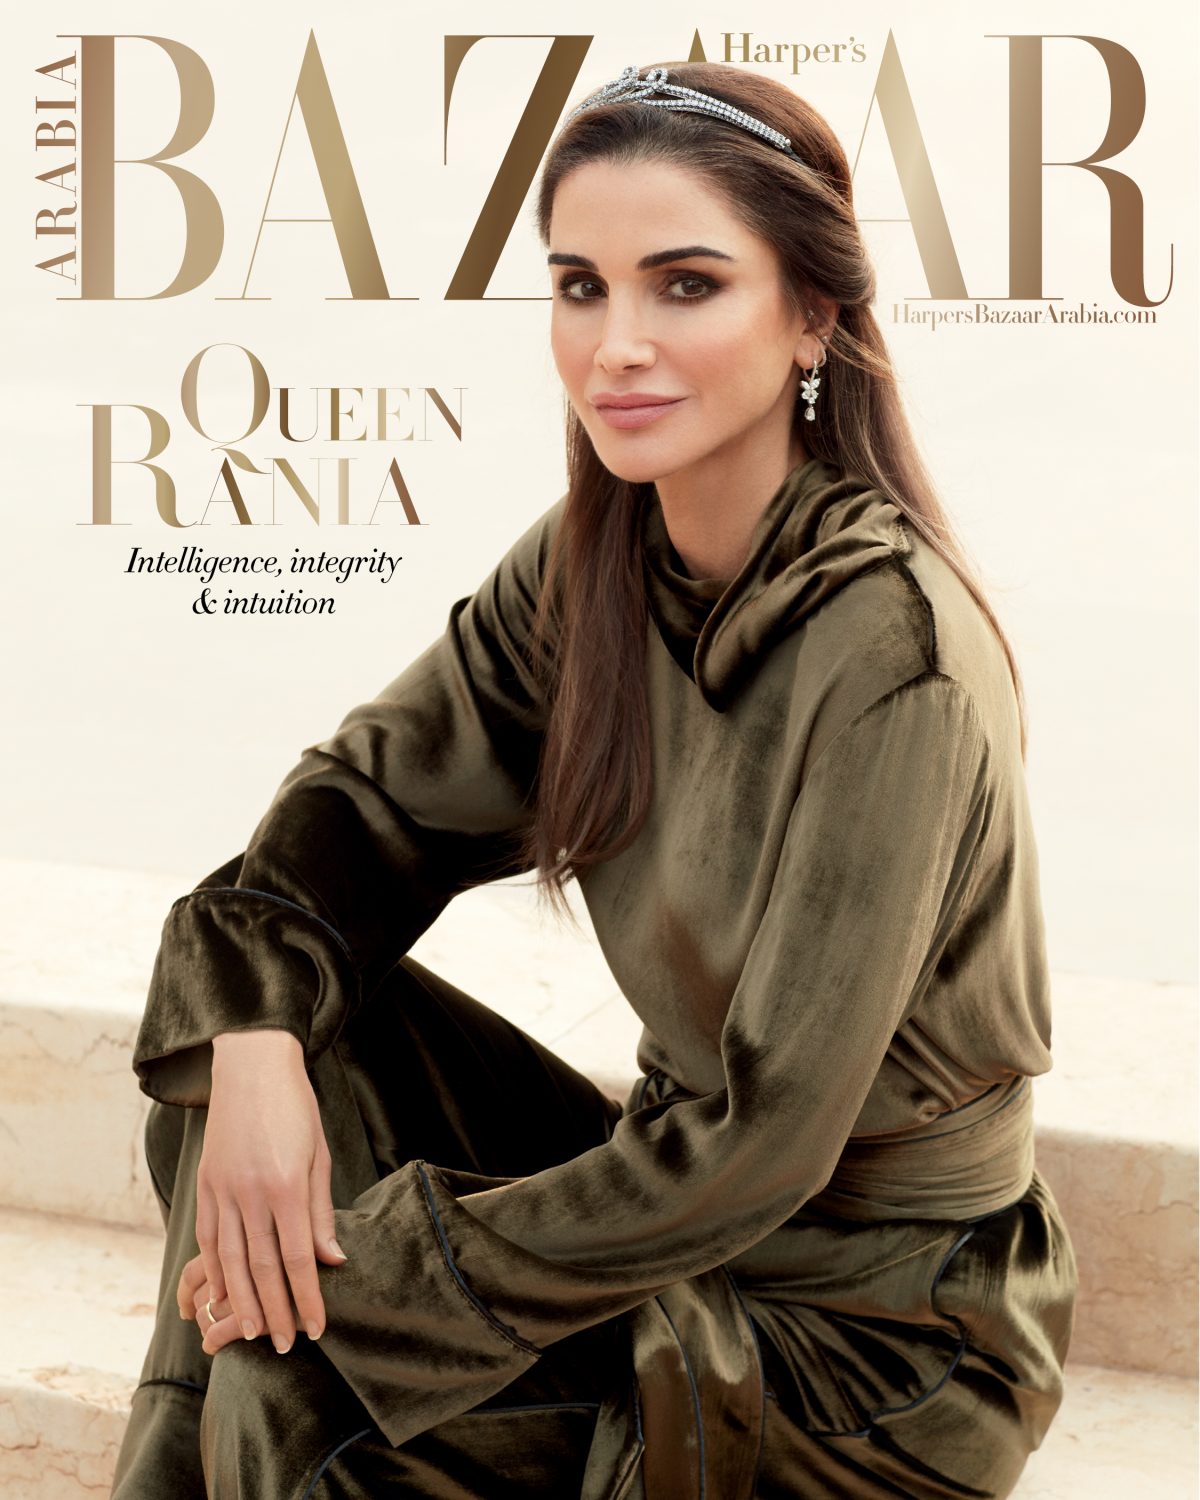 ARABIA
Harper's
BAZAAR
HarpersBazaarArabia.com
QUEEN
RANIA
Intelligence, integrity
& intuition